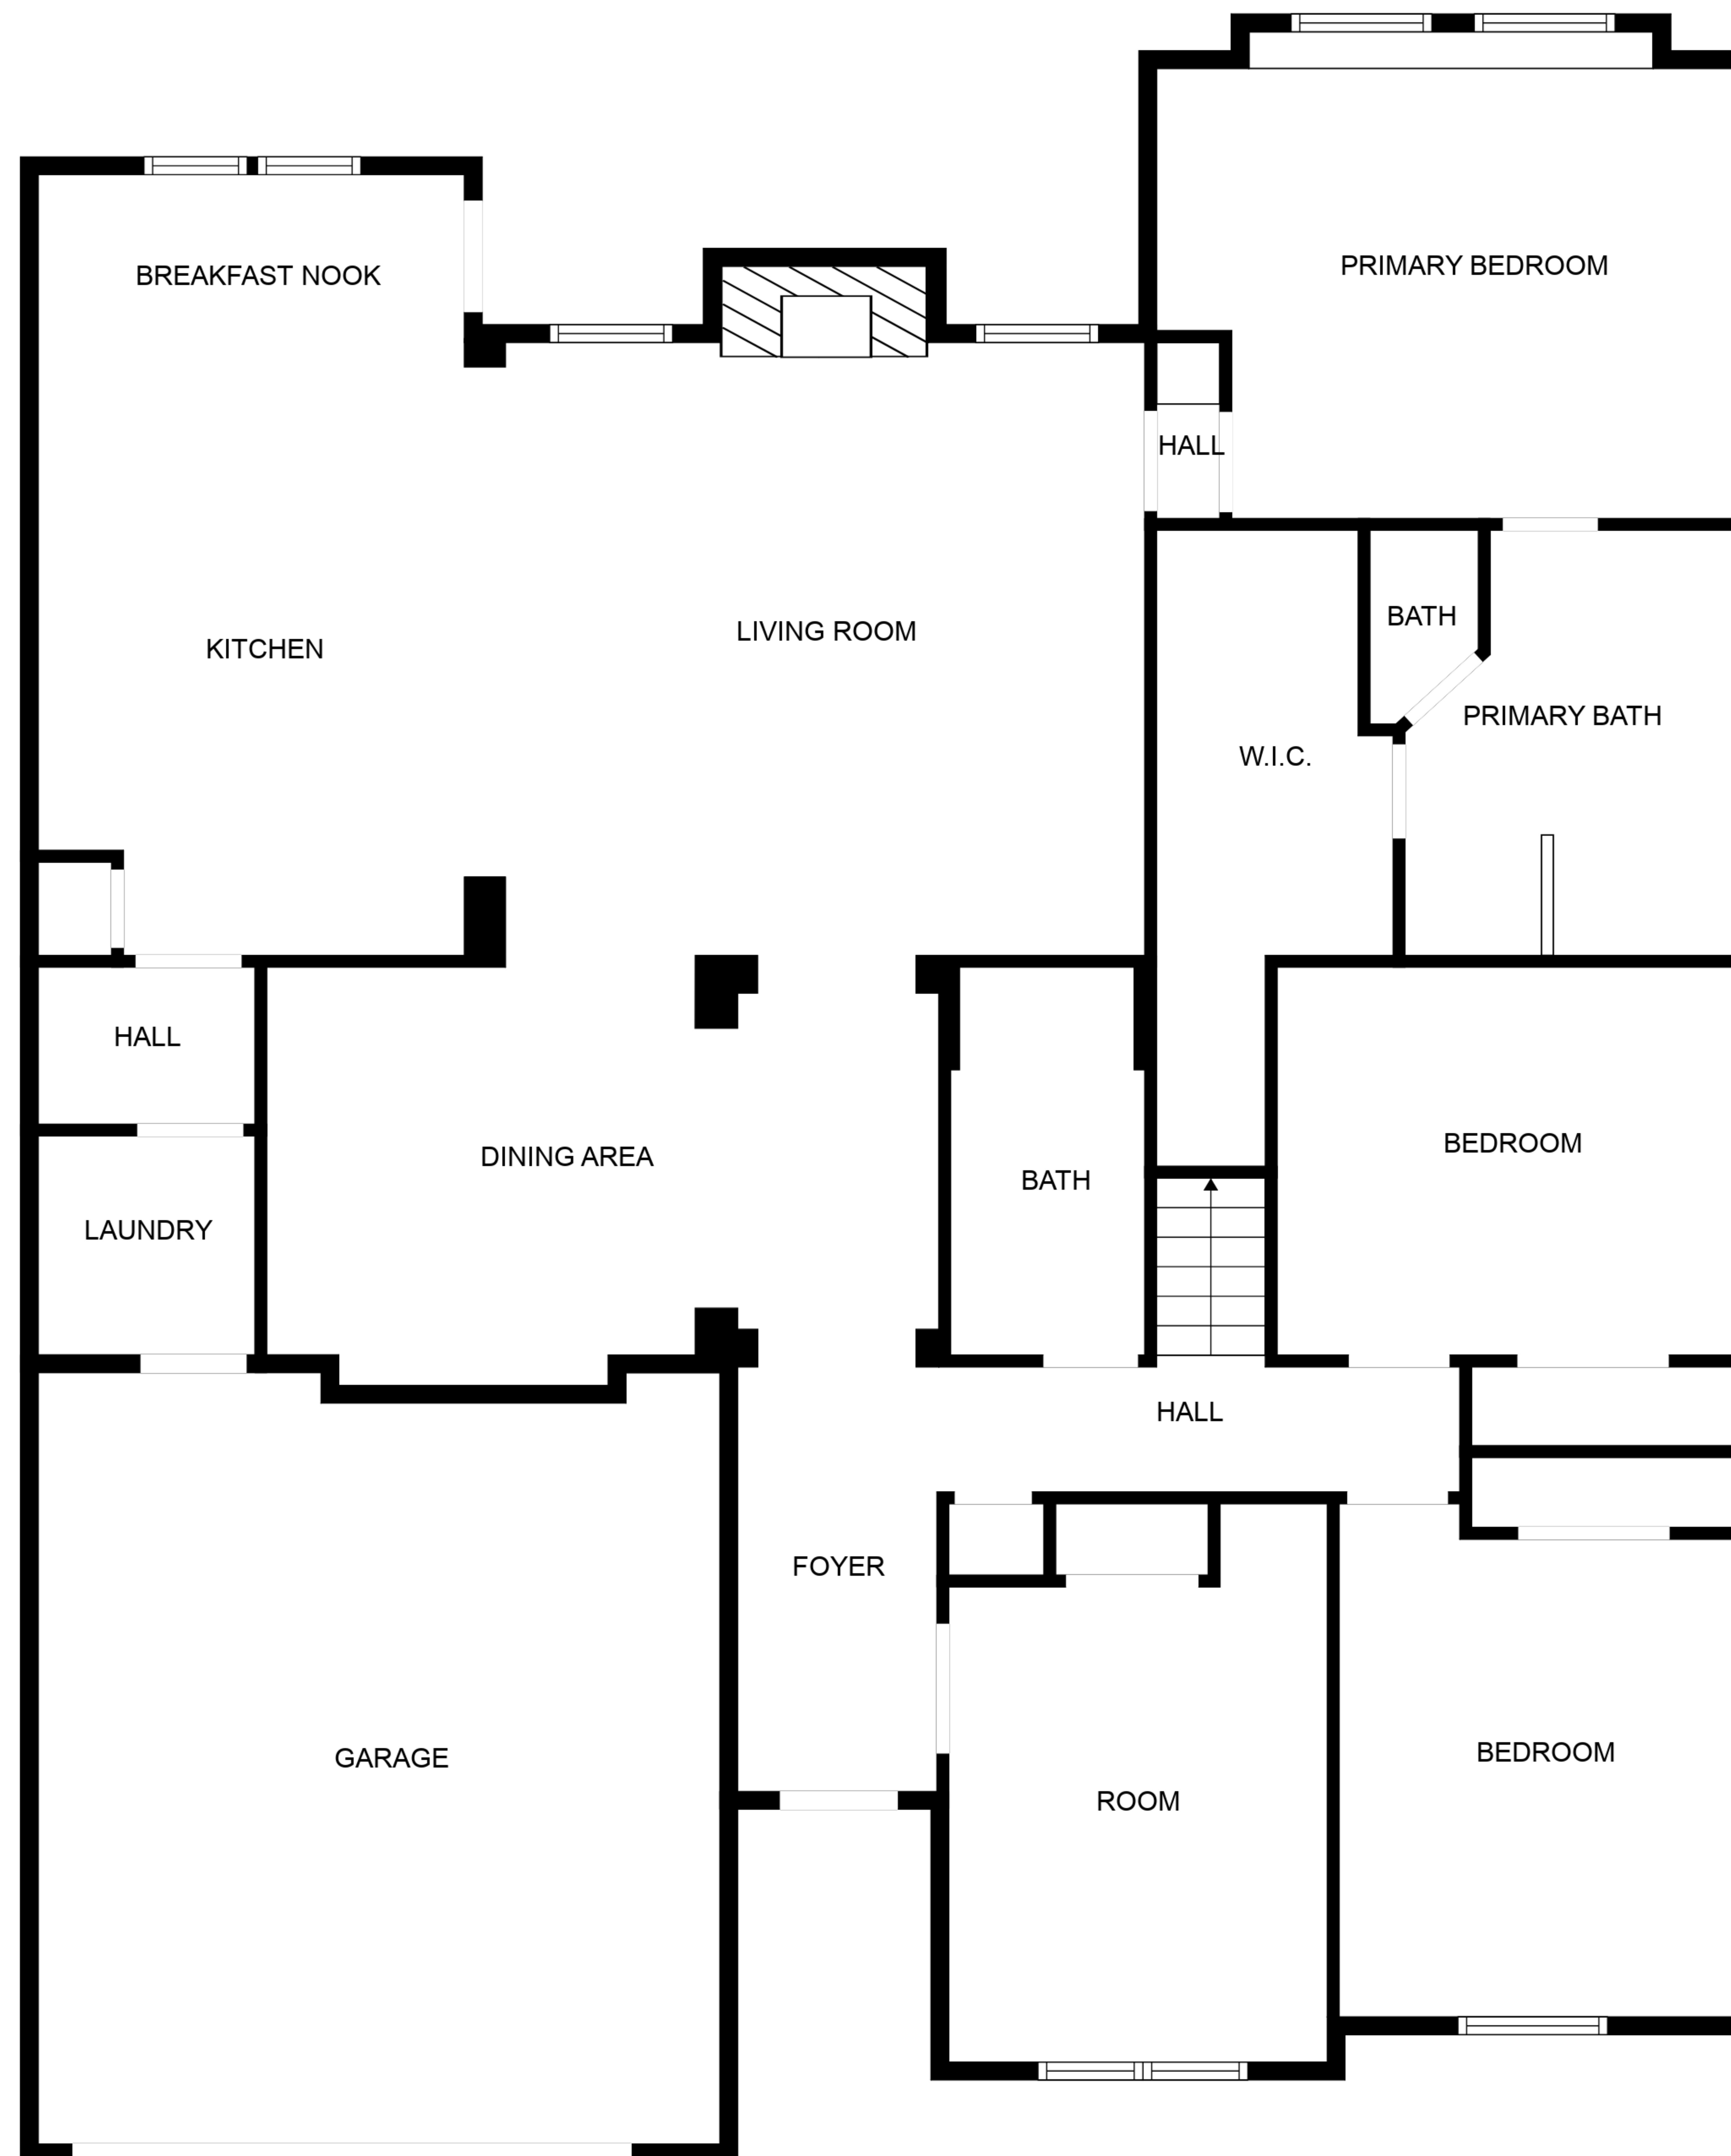 PRIMARY BEDROOM
BREAKFAST NOOK
HALL
BATH
LIVING ROOM
KITCHEN
PRIMARY BATH
W.I.C.
HALL
BEDROOM
DINING AREA
BATH
LAUNDRY
HALL
FOYER
BEDROOM
GARAGE
ROOM